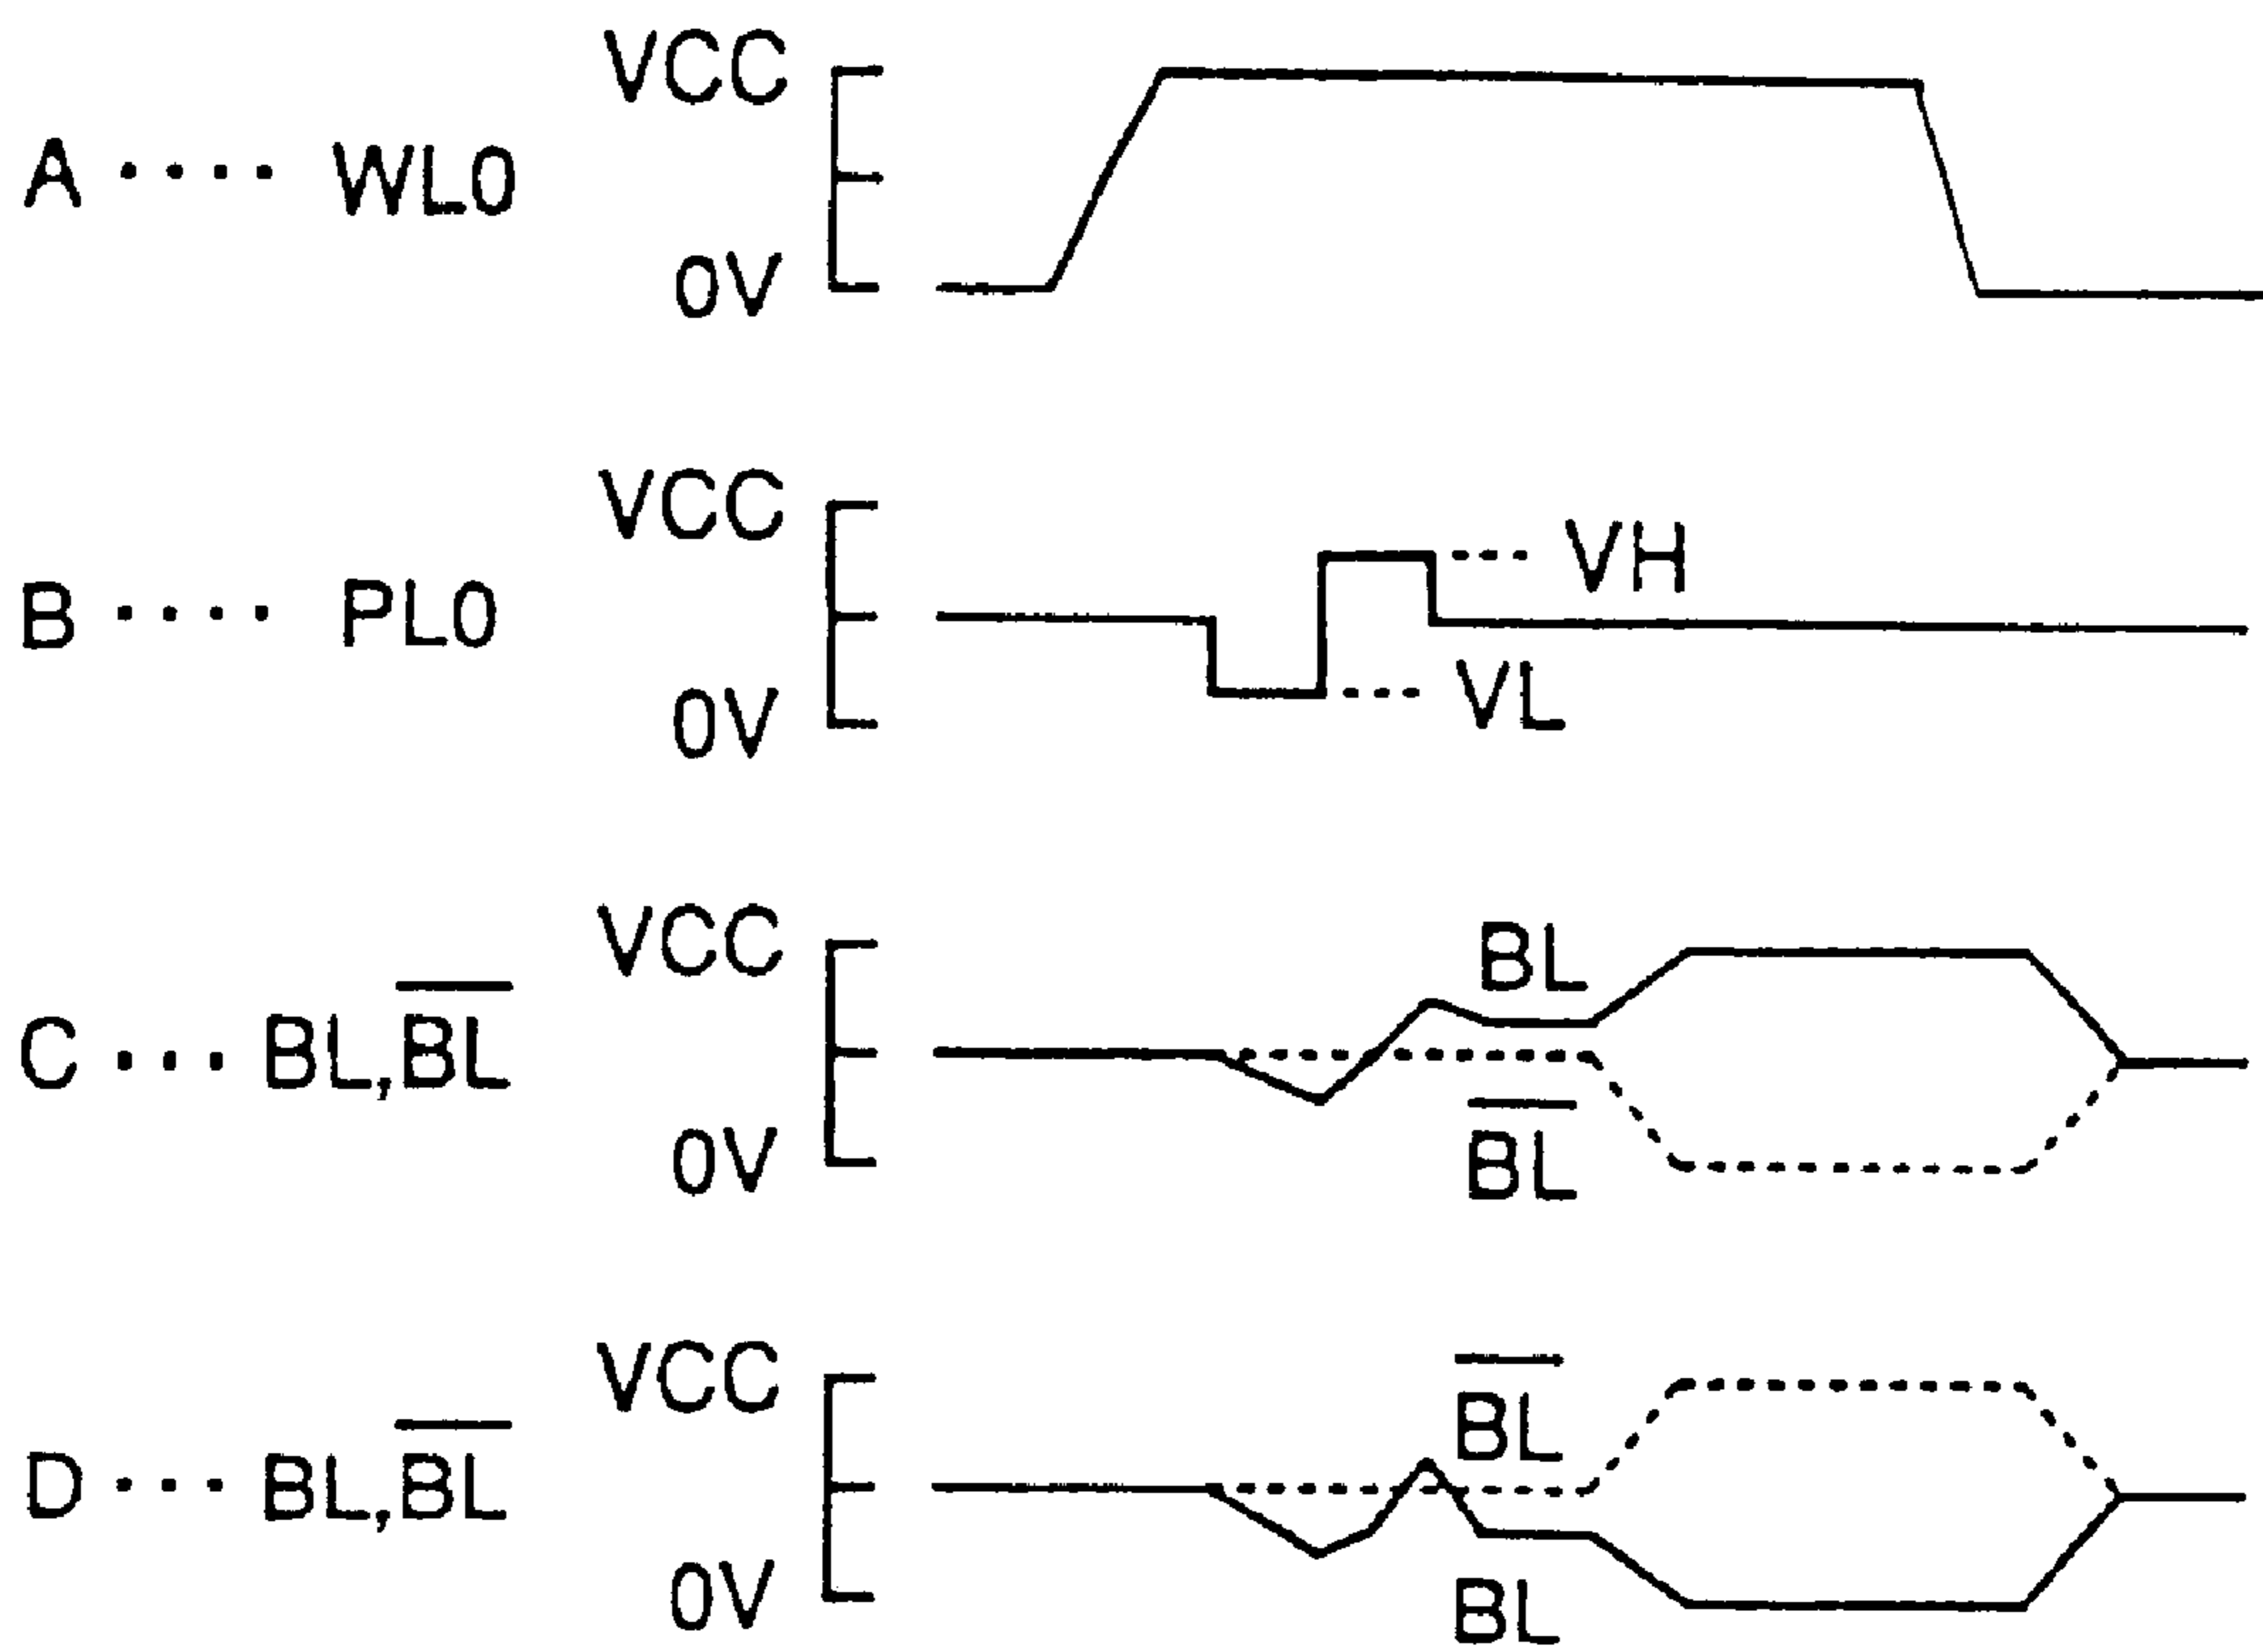 VCC
A .... WL0
0V
VCC
VH
B .... PL0
VL
0V
VCC
BL
C ... BL, B̅L̅
0V
B̅L̅
VCC
B̅L̅
D ... BL, B̅L̅
0V
BL